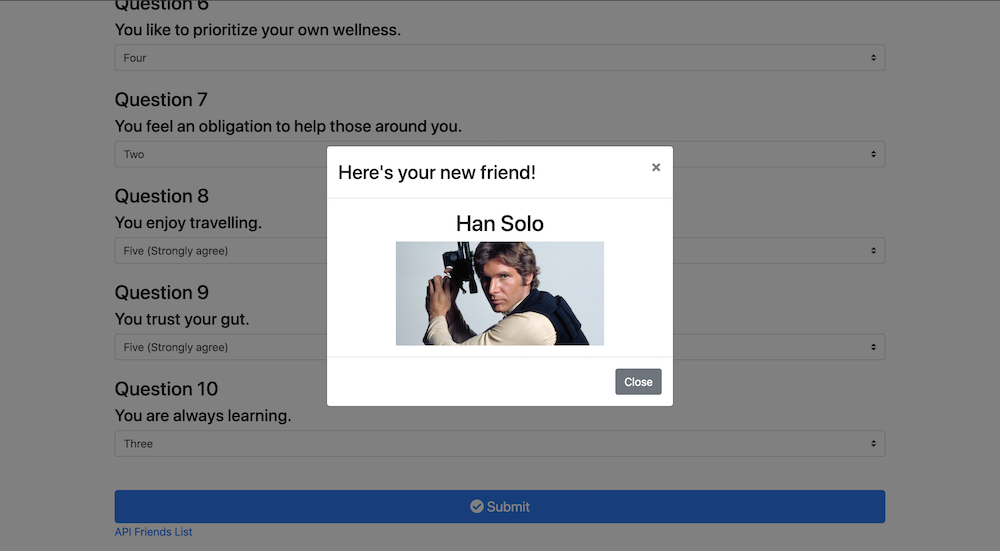 Question 6
You like to prioritize your own wellness.
Four
Question 7
You feel an obligation to help those around you.
Two
Question 8
You enjoy travelling.
Five (Strongly agree)
Question 9
You trust your gut.
Five (Strongly agree)
Question 10
You are always learning.
Three
Submit
API Friends List
Here's your new friend!
×
Han Solo
Close